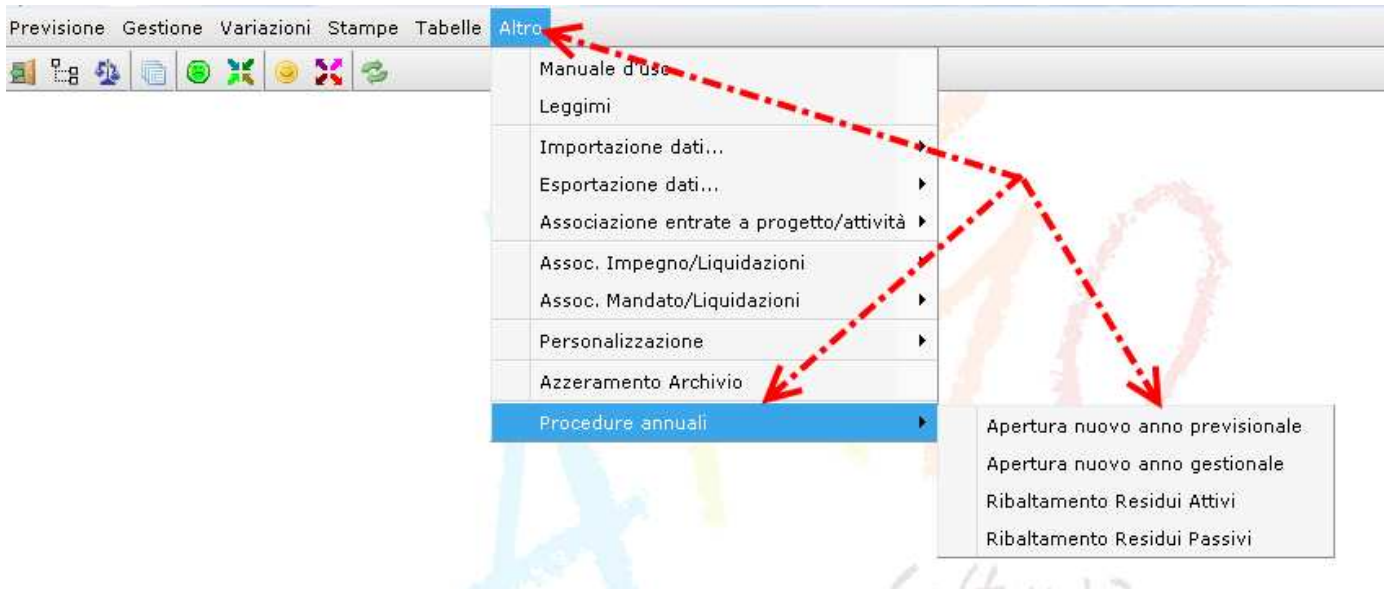 Previsione Gestione Variazioni Stampe Tabelle Altro
Manuale d'uso
Leggimi
Importazione dati...
Esportazione dati...
Associazione entrate a progetto/attività
Assoc. Impegno/Liquidazioni
Assoc. Mandato/Liquidazioni
Personalizzazione
Azzeramento Archivio
Procedure annuali
Apertura nuovo anno previsionale
Apertura nuovo anno gestionale
Ribaltamento Residui Attivi
Ribaltamento Residui Passivi